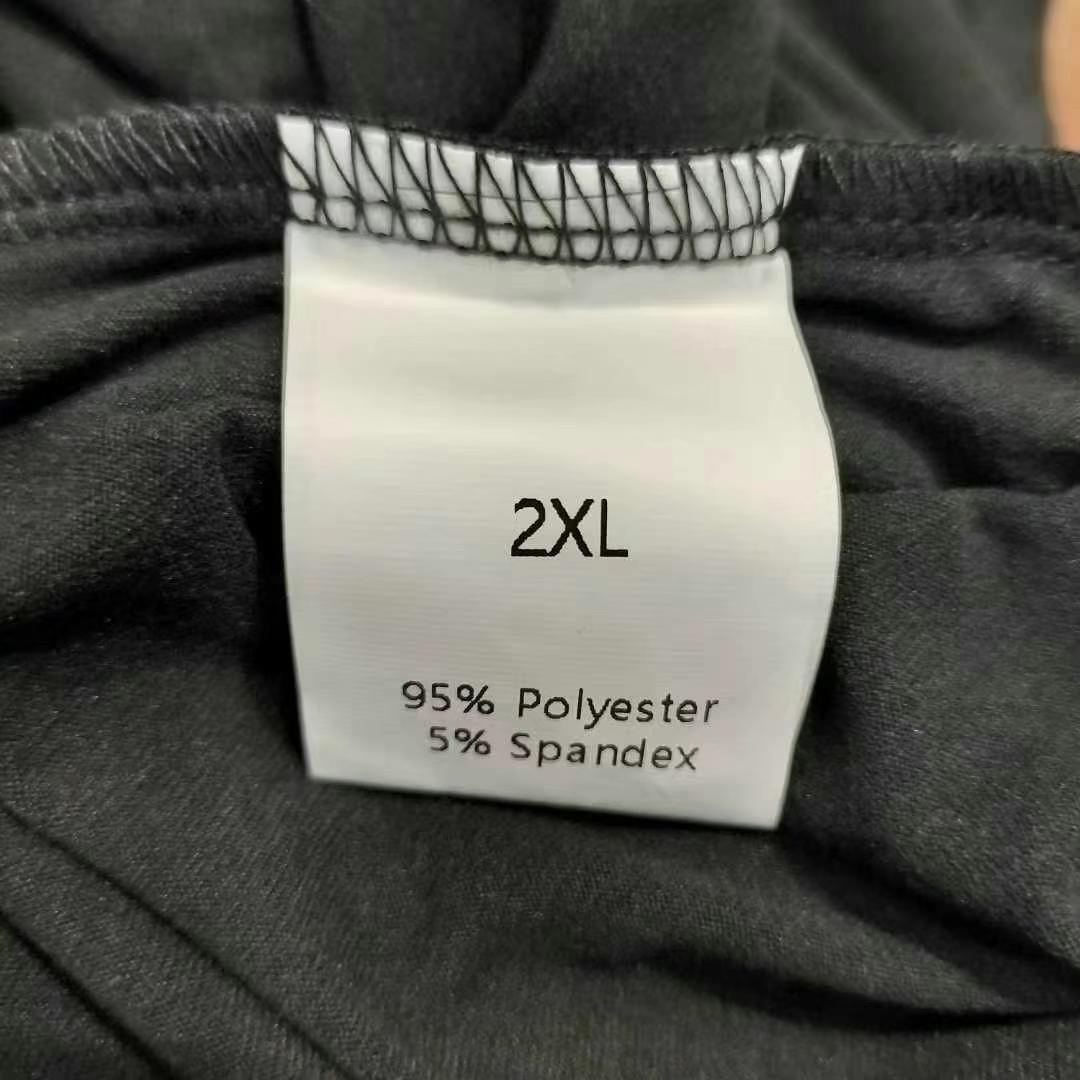 2XL
95% Polyester
5% Spandex